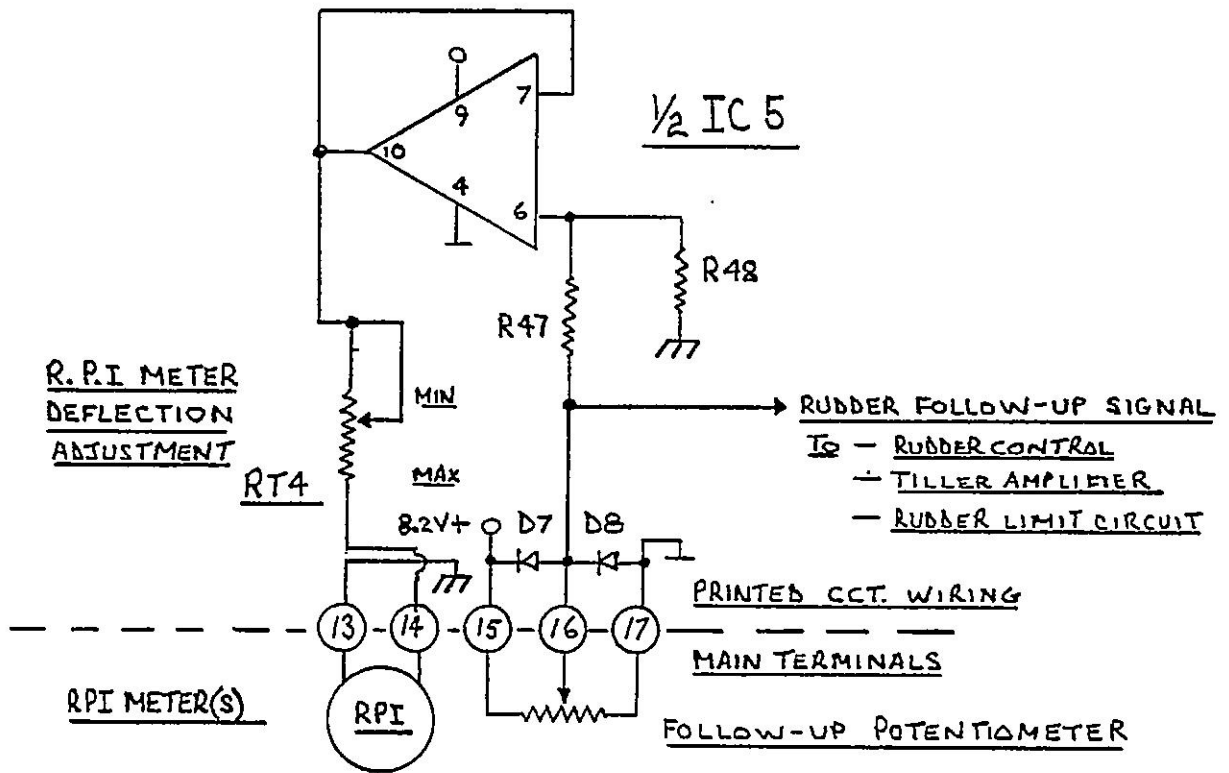 O
7
9
½ IC 5
10
4
6
R48
R47
R.P.I METER
DEFLECTION
ADJUSTMENT
MIN
RUDDER FOLLOW-UP SIGNAL
TO — RUDDER CONTROL
— TILLER AMPLIFIER
— RUDDER LIMIT CIRCUIT
MAX
RT4
8.2V+ D7 D8
PRINTED CCT. WIRING
13 14 15 16 17
MAIN TERMINALS
RPI METER(S)
RPI
FOLLOW-UP POTENTIOMETER